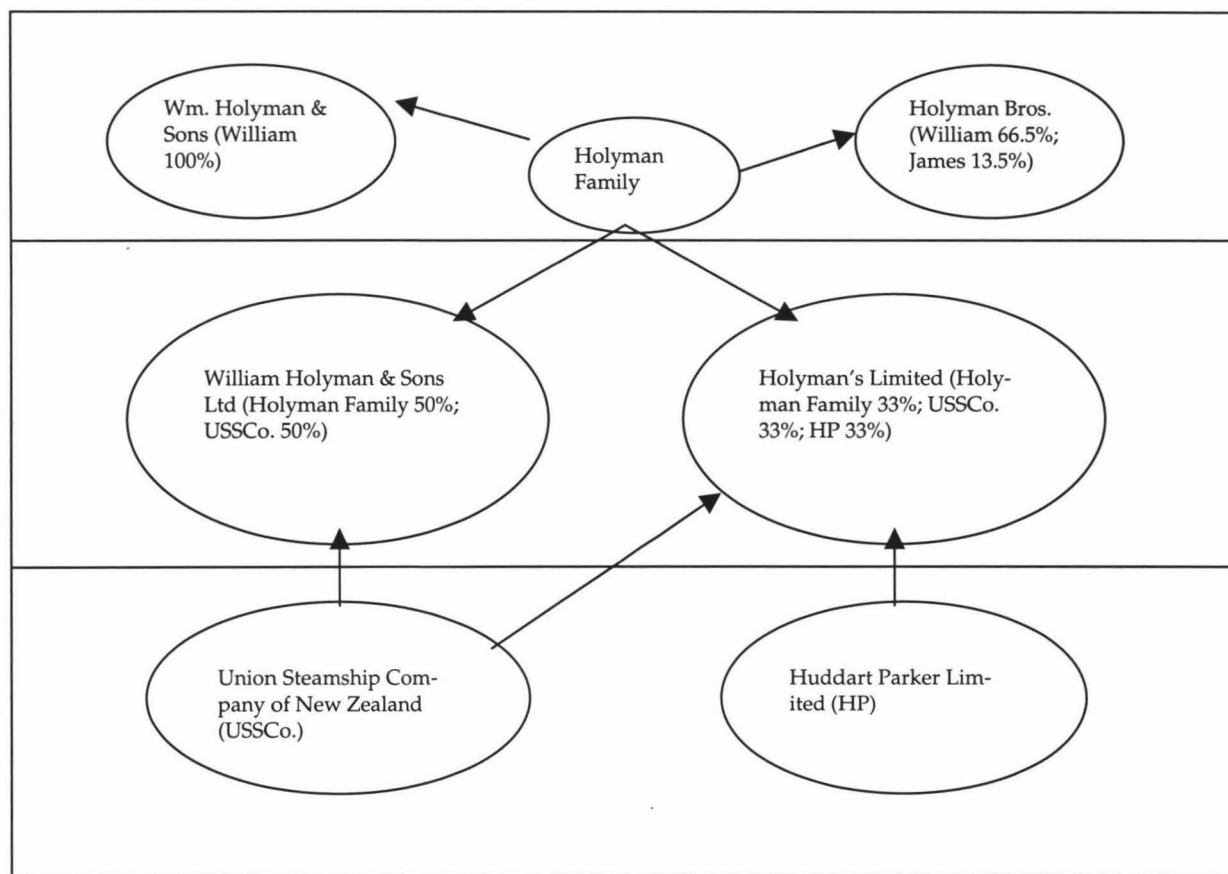 Wm. Holyman &
Sons (William
100%)
Holyman
Family
Holyman Bros.
(William 66.5%;
James 13.5%)
William Holyman & Sons
Ltd (Holyman Family 50%;
USSCo. 50%)
Holyman's Limited (Holy-
man Family 33%; USSCo.
33%; HP 33%)
Union Steamship Com-
pany of New Zealand
(USSCo.)
Huddart Parker Lim-
ited (HP)